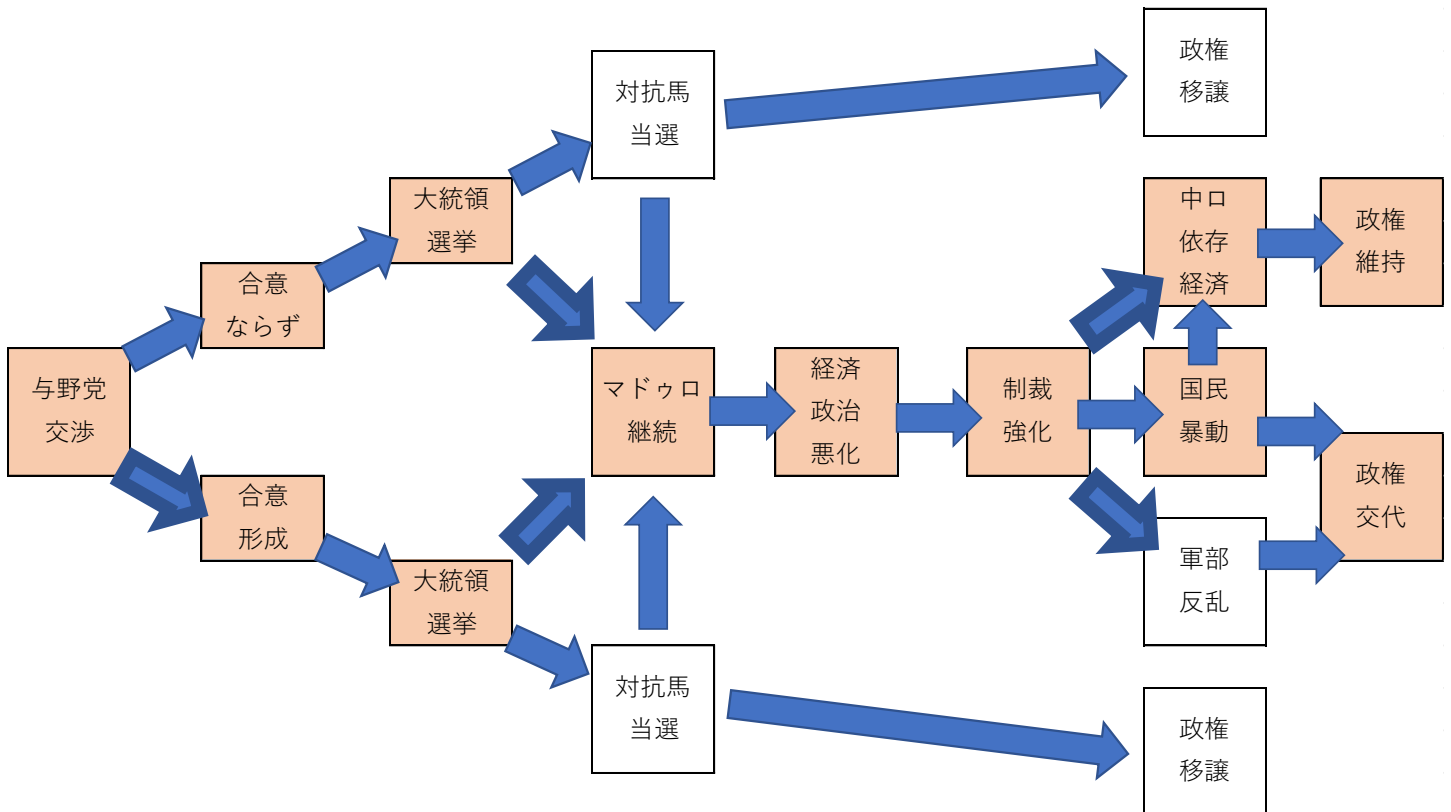 政権
移譲
対抗馬
当選
大統領
選挙
中ロ
依存
経済
政権
維持
合意
ならず
与野党
交渉
マドゥロ
継続
経済
政治
悪化
制裁
強化
国民
暴動
政権
交代
合意
形成
大統領
選挙
軍部
反乱
対抗馬
当選
政権
移譲